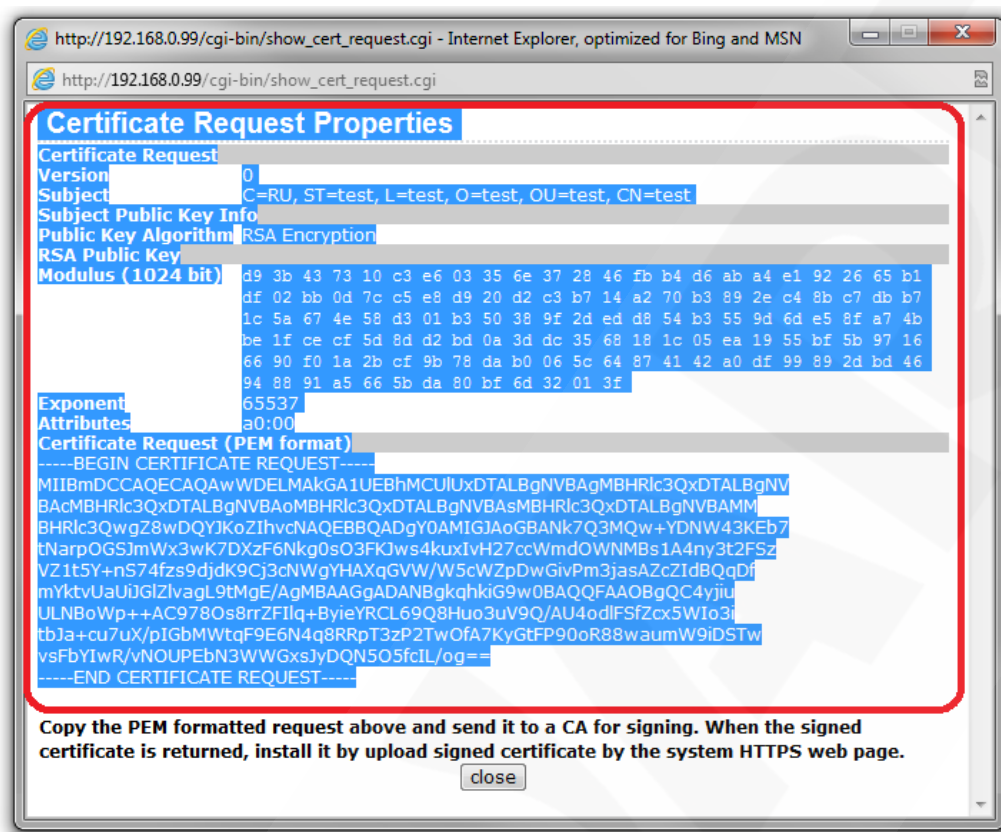 http://192.168.0.99/cgi-bin/show_cert_request.cgi - Internet Explorer, optimized for Bing and MSN
http://192.168.0.99/cgi-bin/show_cert_request.cgi
Certificate Request Properties
Certificate Request
Version 0
Subject C=RU, ST=test, L=test, O=test, OU=test, CN=test
Subject Public Key Info
Public Key Algorithm RSA Encryption
RSA Public Key
Modulus (1024 bit) d9 3b 43 73 10 c3 e6 03 35 6e 37 28 46 fb b4 d6 ab a4 e1 92 26 65 b1
df 02 bb 0d 7c c5 e8 d9 20 d2 c3 b7 14 a2 70 b3 89 2e c4 8b c7 db b7
1c 5a 67 4e 58 d3 01 b3 50 38 9f 2d ed d8 54 b3 55 9d 6d e5 8f a7 4b
be 1f ce cf 5d 8d d2 bd 0a 3d dc 35 68 18 1c 05 ea 19 55 bf 5b 97 16
66 90 f0 1a 2b cf 9b 78 da b0 06 5c 64 87 41 42 a0 df 99 89 2d bd 46
94 88 91 a5 66 5b da 80 bf 6d 32 01 3f
Exponent 65537
Attributes a0:00
Certificate Request (PEM format)
-----BEGIN CERTIFICATE REQUEST-----
MIIBmDCCAQECAQAwWDELMAkGA1UEBhMCUlUxDTALBgNVBAgMBHRlc3QxDTALBgNV
BAcMBHRlc3QxDTALBgNVBAoMBHRlc3QxDTALBgNVBAsMBHRlc3QxDTALBgNVBAMM
BHRlc3QwgZ8wDQYJKoZIhvcNAQEBBQADgY0AMIGJAoGBANk7Q3MQw+YDNW43KEb7
tNarpOGSJmWx3wK7DXzF6Nkg0sO3FKJws4kuxIvH27ccWmdOWNMBs1A4ny3t2FSz
VZ1t5Y+nS74fzs9djdK9Cj3cNWgYHAXqGVW/W5cWZpDwGivPm3jasAZcZIdBQqDf
mYktvUaUiJGlZlvagL9tMgE/AgMBAAGgADANBgkqhkiG9w0BAQQFAAOBgQC4yjiu
ULNBoWp++AC978Os8rrZFIlq+ByieYRCL69Q8Huo3uV9Q/AU4odlFSfZcx5WIo3i
tbJa+cu7uX/pIGbMWtqF9E6N4q8RRpT3zP2TwOfA7KyGtFP90oR88waumW9iDSTw
vsFbYIwR/vNOUPEbN3WWGxsJyDQN5O5fcIL/og==
-----END CERTIFICATE REQUEST-----
Copy the PEM formatted request above and send it to a CA for signing. When the signed
certificate is returned, install it by upload signed certificate by the system HTTPS web page.
close